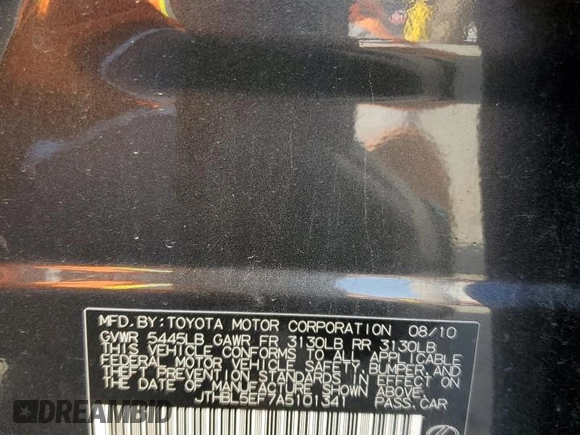 MFD. BY: TOYOTA MOTOR CORPORATION 08/10
GVWR 5445LB GAWR FR 3130LB RR 3130LB
THIS VEHICLE CONFORMS TO ALL APPLICABLE
FEDERAL MOTOR VEHICLE SAFETY, BUMPER, AND
THEFT PREVENTION STANDARDS IN EFFECT ON
THE DATE OF MANUFACTURE SHOWN ABOVE.
JTHBL5EF7A5101341 PASS.CAR
DREAMBID